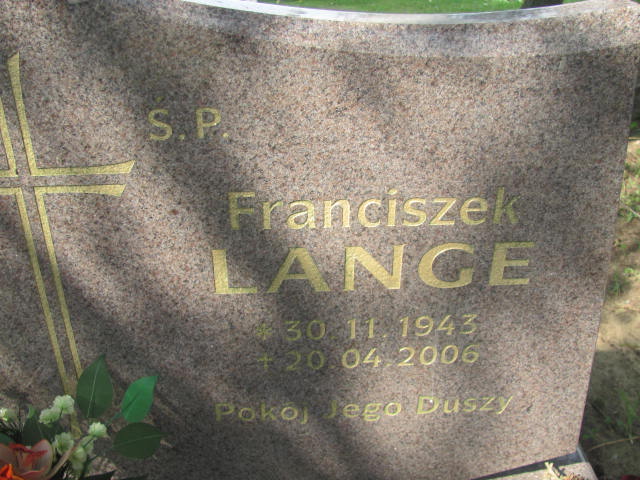 Ś.P.
Franciszek
LANGE
* 30.11.1943
+ 20.04.2006
Pokój Jego Duszy